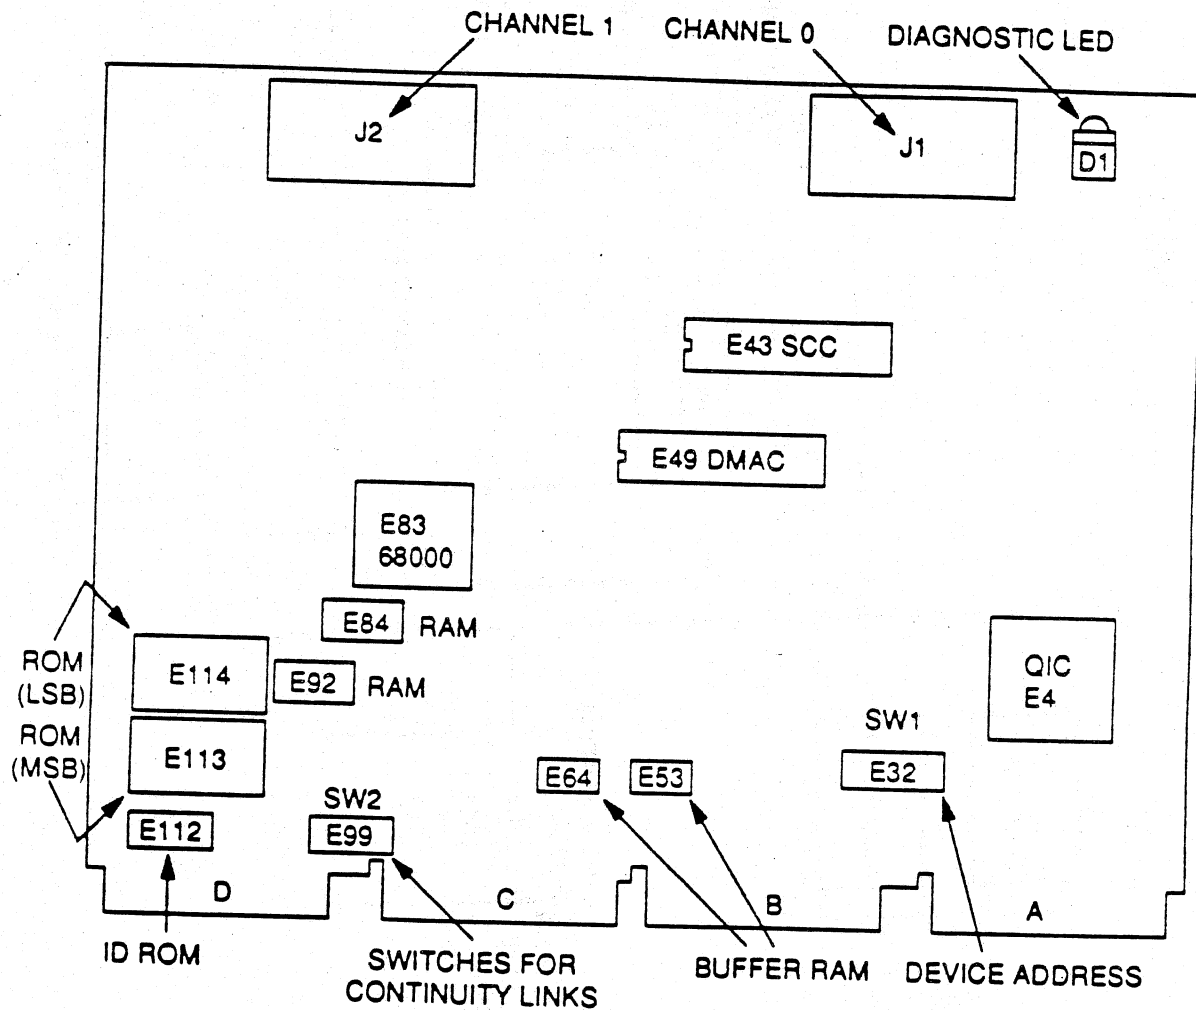 CHANNEL 1
CHANNEL 0
DIAGNOSTIC LED
J2
J1
D1
E43 SCC
E49 DMAC
E83
68000
E84
RAM
ROM
(LSB)
E114
E92
RAM
QIC
E4
ROM
(MSB)
E113
SW1
E64
E53
E32
SW2
E112
E99
D
C
B
A
ID ROM
SWITCHES FOR
CONTINUITY LINKS
BUFFER RAM
DEVICE ADDRESS